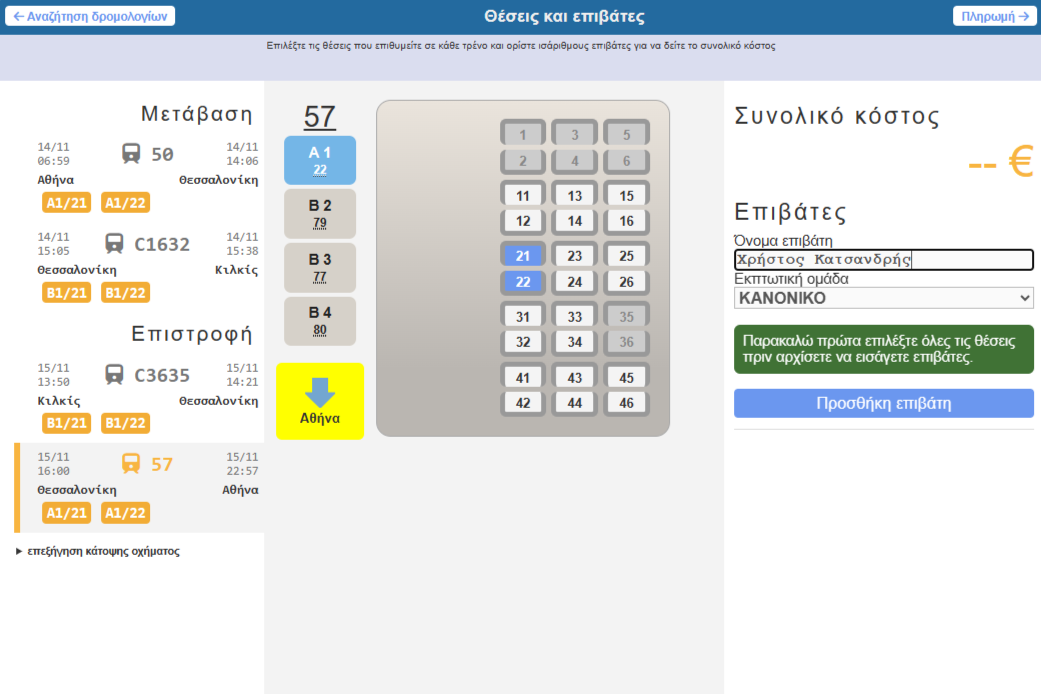 ← Αναζήτηση δρομολογίων
Θέσεις και επιβάτες
Πληρωμή →
Επιλέξτε τις θέσεις που επιθυμείτε σε κάθε τρένο και ορίστε ισάριθμους επιβάτες για να δείτε το συνολικό κόστος
Μετάβαση
14/11 50 14/11
06:59 14:06
Αθήνα Θεσσαλονίκη
A1/21 A1/22
14/11 C1632 14/11
15:05 15:38
Θεσσαλονίκη Κιλκίς
B1/21 B1/22
Επιστροφή
15/11 C3635 15/11
13:50 14:21
Κιλκίς Θεσσαλονίκη
B1/21 B1/22
15/11 57 15/11
16:00 22:57
Θεσσαλονίκη Αθήνα
A1/21 A1/22
▶ επεξήγηση κάτοψης οχήματος
57
A 1
22
B 2
79
B 3
77
B 4
80
Αθήνα
1 3 5
2 4 6
11 13 15
12 14 16
21 23 25
22 24 26
31 33 35
32 34 36
41 43 45
42 44 46
Συνολικό κόστος
-- €
Επιβάτες
Όνομα επιβάτη
Χρήστος Κατσανδρής
Εκπτωτική ομάδα
ΚΑΝΟΝΙΚΟ
Παρακαλώ πρώτα επιλέξτε όλες τις θέσεις
πριν αρχίσετε να εισάγετε επιβάτες.
Προσθήκη επιβάτη